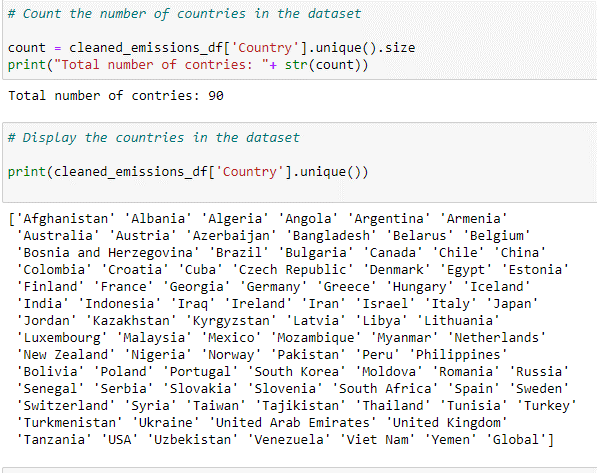 # Count the number of countries in the dataset
count = cleaned_emissions_df['Country'].unique().size
print("Total number of contries: "+ str(count))
Total number of contries: 90
# Display the countries in the dataset
print(cleaned_emissions_df['Country'].unique())
['Afghanistan' 'Albania' 'Algeria' 'Angola' 'Argentina' 'Armenia'
'Australia' 'Austria' 'Azerbaijan' 'Bangladesh' 'Belarus' 'Belgium'
'Bosnia and Herzegovina' 'Brazil' 'Bulgaria' 'Canada' 'Chile' 'China'
'Colombia' 'Croatia' 'Cuba' 'Czech Republic' 'Denmark' 'Egypt' 'Estonia'
'Finland' 'France' 'Georgia' 'Germany' 'Greece' 'Hungary' 'Iceland'
'India' 'Indonesia' 'Iraq' 'Ireland' 'Iran' 'Israel' 'Italy' 'Japan'
'Jordan' 'Kazakhstan' 'Kyrgyzstan' 'Latvia' 'Libya' 'Lithuania'
'Luxembourg' 'Malaysia' 'Mexico' 'Mozambique' 'Myanmar' 'Netherlands'
'New Zealand' 'Nigeria' 'Norway' 'Pakistan' 'Peru' 'Philippines'
'Bolivia' 'Poland' 'Portugal' 'South Korea' 'Moldova' 'Romania' 'Russia'
'Senegal' 'Serbia' 'Slovakia' 'Slovenia' 'South Africa' 'Spain' 'Sweden'
'Switzerland' 'Syria' 'Taiwan' 'Tajikistan' 'Thailand' 'Tunisia' 'Turkey'
'Turkmenistan' 'Ukraine' 'United Arab Emirates' 'United Kingdom'
'Tanzania' 'USA' 'Uzbekistan' 'Venezuela' 'Viet Nam' 'Yemen' 'Global']